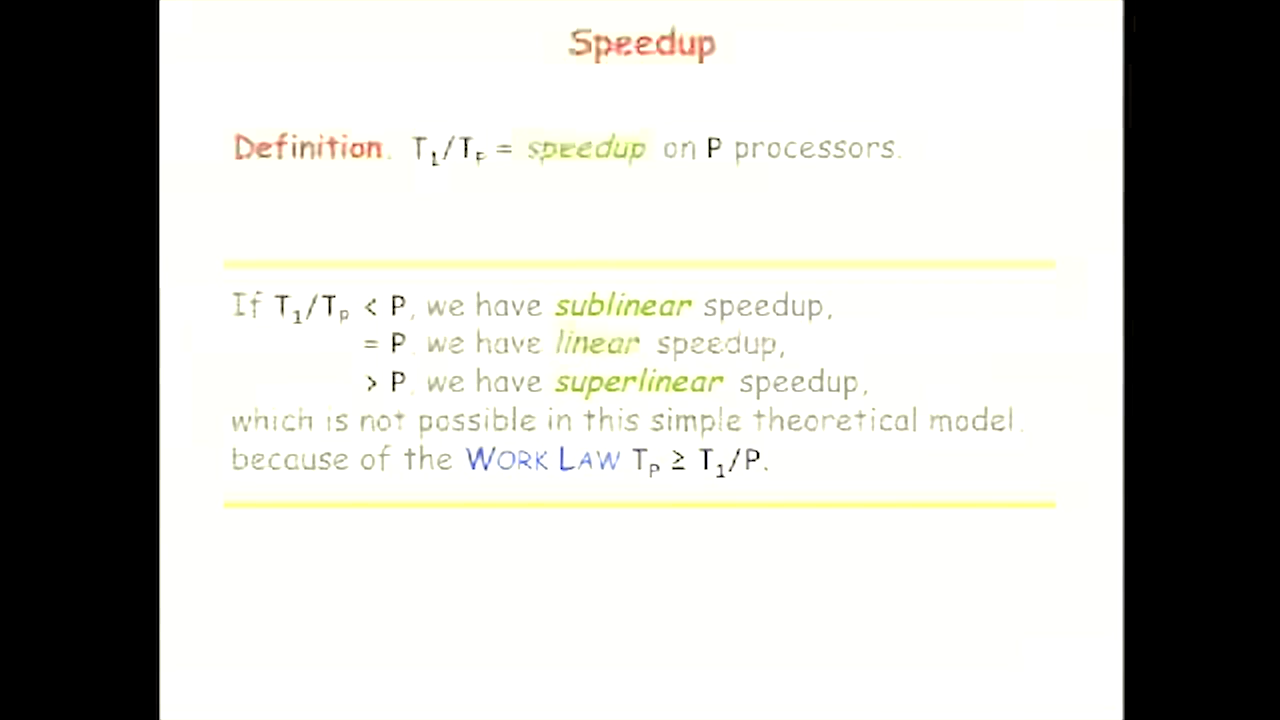 Speedup
Definition. T₁/Tₚ = speedup on P processors.
If T₁/Tₚ < P, we have sublinear speedup,
= P, we have linear speedup,
> P, we have superlinear speedup,
which is not possible in this simple theoretical model,
because of the WORK LAW Tₚ ≥ T₁/P.